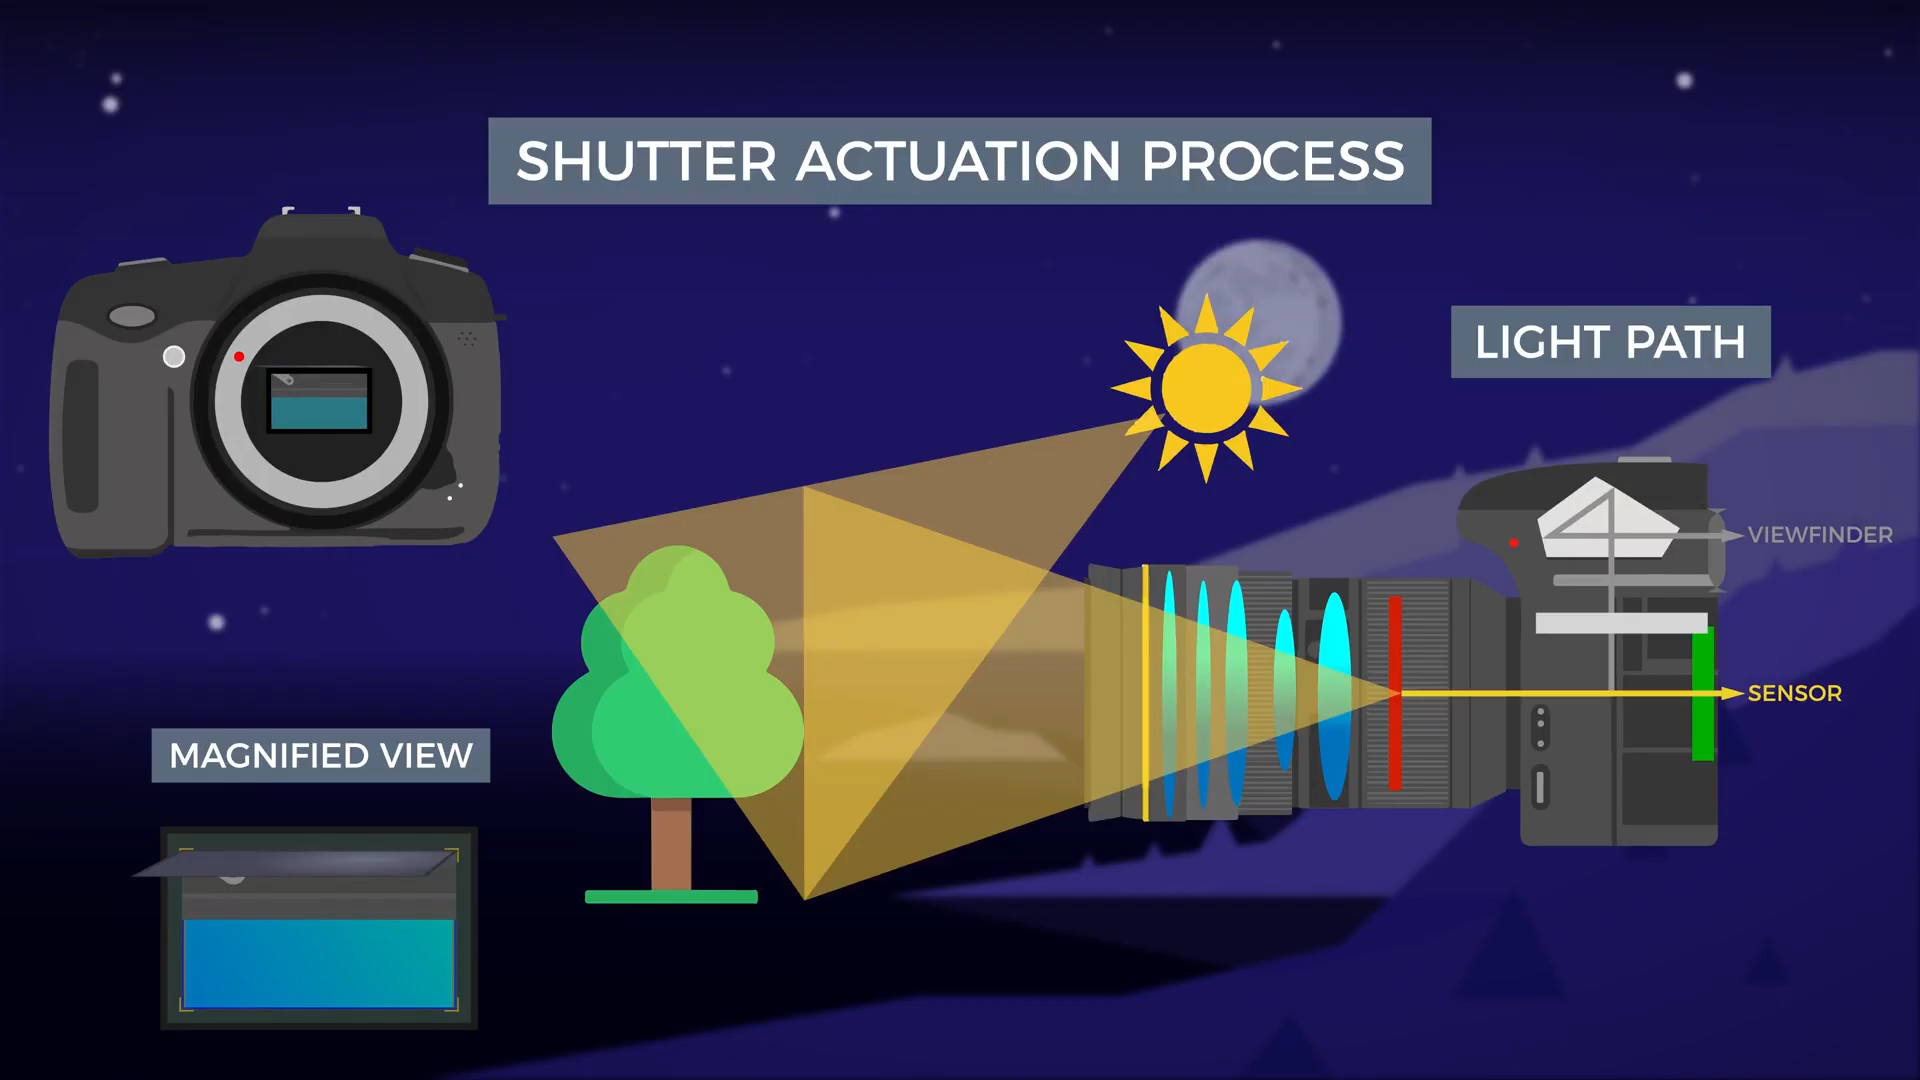 SHUTTER ACTUATION PROCESS
LIGHT PATH
VIEWFINDER
SENSOR
MAGNIFIED VIEW